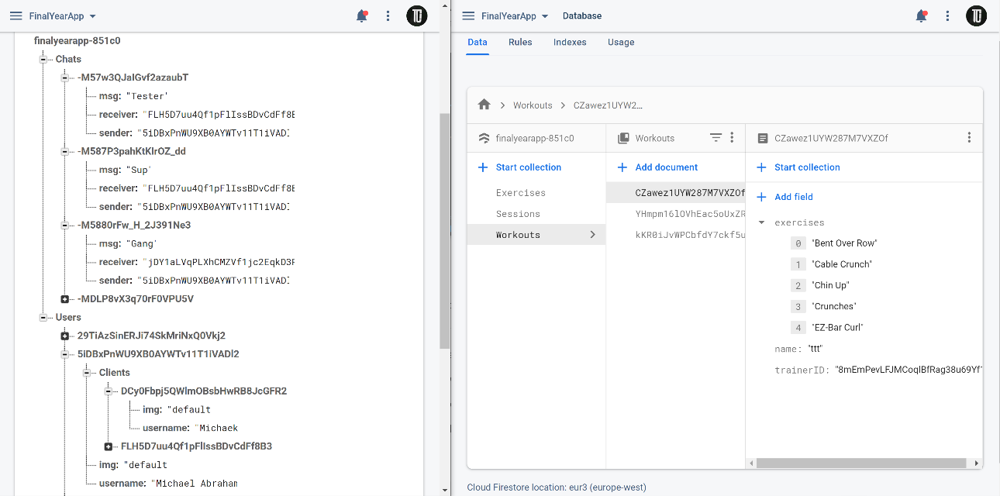 FinalYearApp
finalyearapp-851c0
Chats
-M57w3QJaIGvf2azaubT
msg: "Tester"
receiver: "FLH5D7uu4Qf1pFlIssBDvCdFf8B
sender: "5iDBxPnWU9XB0AYWTv11T1iVADl
-M587P3pahKtKlrOZ_dd
msg: "Sup"
receiver: "FLH5D7uu4Qf1pFlIssBDvCdFf8B
sender: "5iDBxPnWU9XB0AYWTv11T1iVADl
-M5880rFw_H_2J391Ne3
msg: "Gang"
receiver: "jDY1aLVqPLXhCMZVf1jc2EqkD3F
sender: "5iDBxPnWU9XB0AYWTv11T1iVADl
-MDLP8vX3q70rF0VPU5V
Users
29TiAzSinERJi74SkMriNxQ0Vkj2
5iDBxPnWU9XB0AYWTv11T1iVADl2
Clients
DCy0Fbpj5QWlmOBsbHwRB8JcGFR2
img: "default
username: "Michaek
FLH5D7uu4Qf1pFlIssBDvCdFf8B3
img: "default
username: "Michael Abraham
FinalYearApp Database
Data Rules Indexes Usage
Workouts CZawez1UYW2...
finalyearapp-851c0
Start collection
Exercises
Sessions
Workouts
Workouts
Add document
CZawez1UYW287M7VXZOf
YHmpm16lOVhEac5oUxZR
kKR0iJvWPCbfdY7ckf5u
CZawez1UYW287M7VXZOf
Start collection
Add field
exercises
0 "Bent Over Row"
1 "Cable Crunch"
2 "Chin Up"
3 "Crunches"
4 "EZ-Bar Curl"
name: "ttt"
trainerID: "8mEmPevLFJMCoqlBfRag38u69Yf
Cloud Firestore location: eur3 (europe-west)